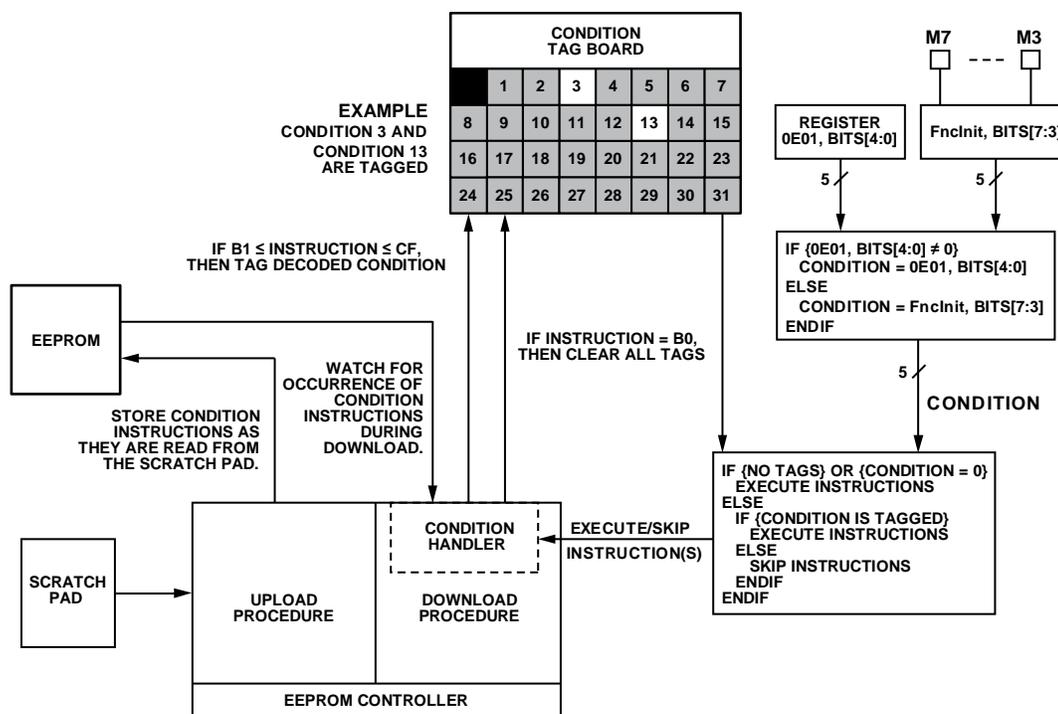 CONDITION
TAG BOARD
1 2 3 4 5 6 7
8 9 10 11 12 13 14 15
16 17 18 19 20 21 22 23
24 25 26 27 28 29 30 31
EXAMPLE
CONDITION 3 AND
CONDITION 13
ARE TAGGED
M7
M3
REGISTER
0E01, BITS[4:0]
FncInit, BITS[7:3]
5
5
IF {0E01, BITS[4:0] ≠ 0}
CONDITION = 0E01, BITS[4:0]
ELSE
CONDITION = FncInit, BITS[7:3]
ENDIF
5
CONDITION
IF B1 ≤ INSTRUCTION ≤ CF,
THEN TAG DECODED CONDITION
IF INSTRUCTION = B0,
THEN CLEAR ALL TAGS
EEPROM
WATCH FOR
OCCURRENCE OF
CONDITION
INSTRUCTIONS
DURING
DOWNLOAD.
STORE CONDITION
INSTRUCTIONS AS
THEY ARE READ FROM
THE SCRATCH PAD.
IF {NO TAGS} OR {CONDITION = 0}
EXECUTE INSTRUCTIONS
ELSE
IF {CONDITION IS TAGGED}
EXECUTE INSTRUCTIONS
ELSE
SKIP INSTRUCTIONS
ENDIF
ENDIF
EXECUTE/SKIP
INSTRUCTION(S)
CONDITION
HANDLER
SCRATCH
PAD
UPLOAD
PROCEDURE
DOWNLOAD
PROCEDURE
EEPROM CONTROLLER